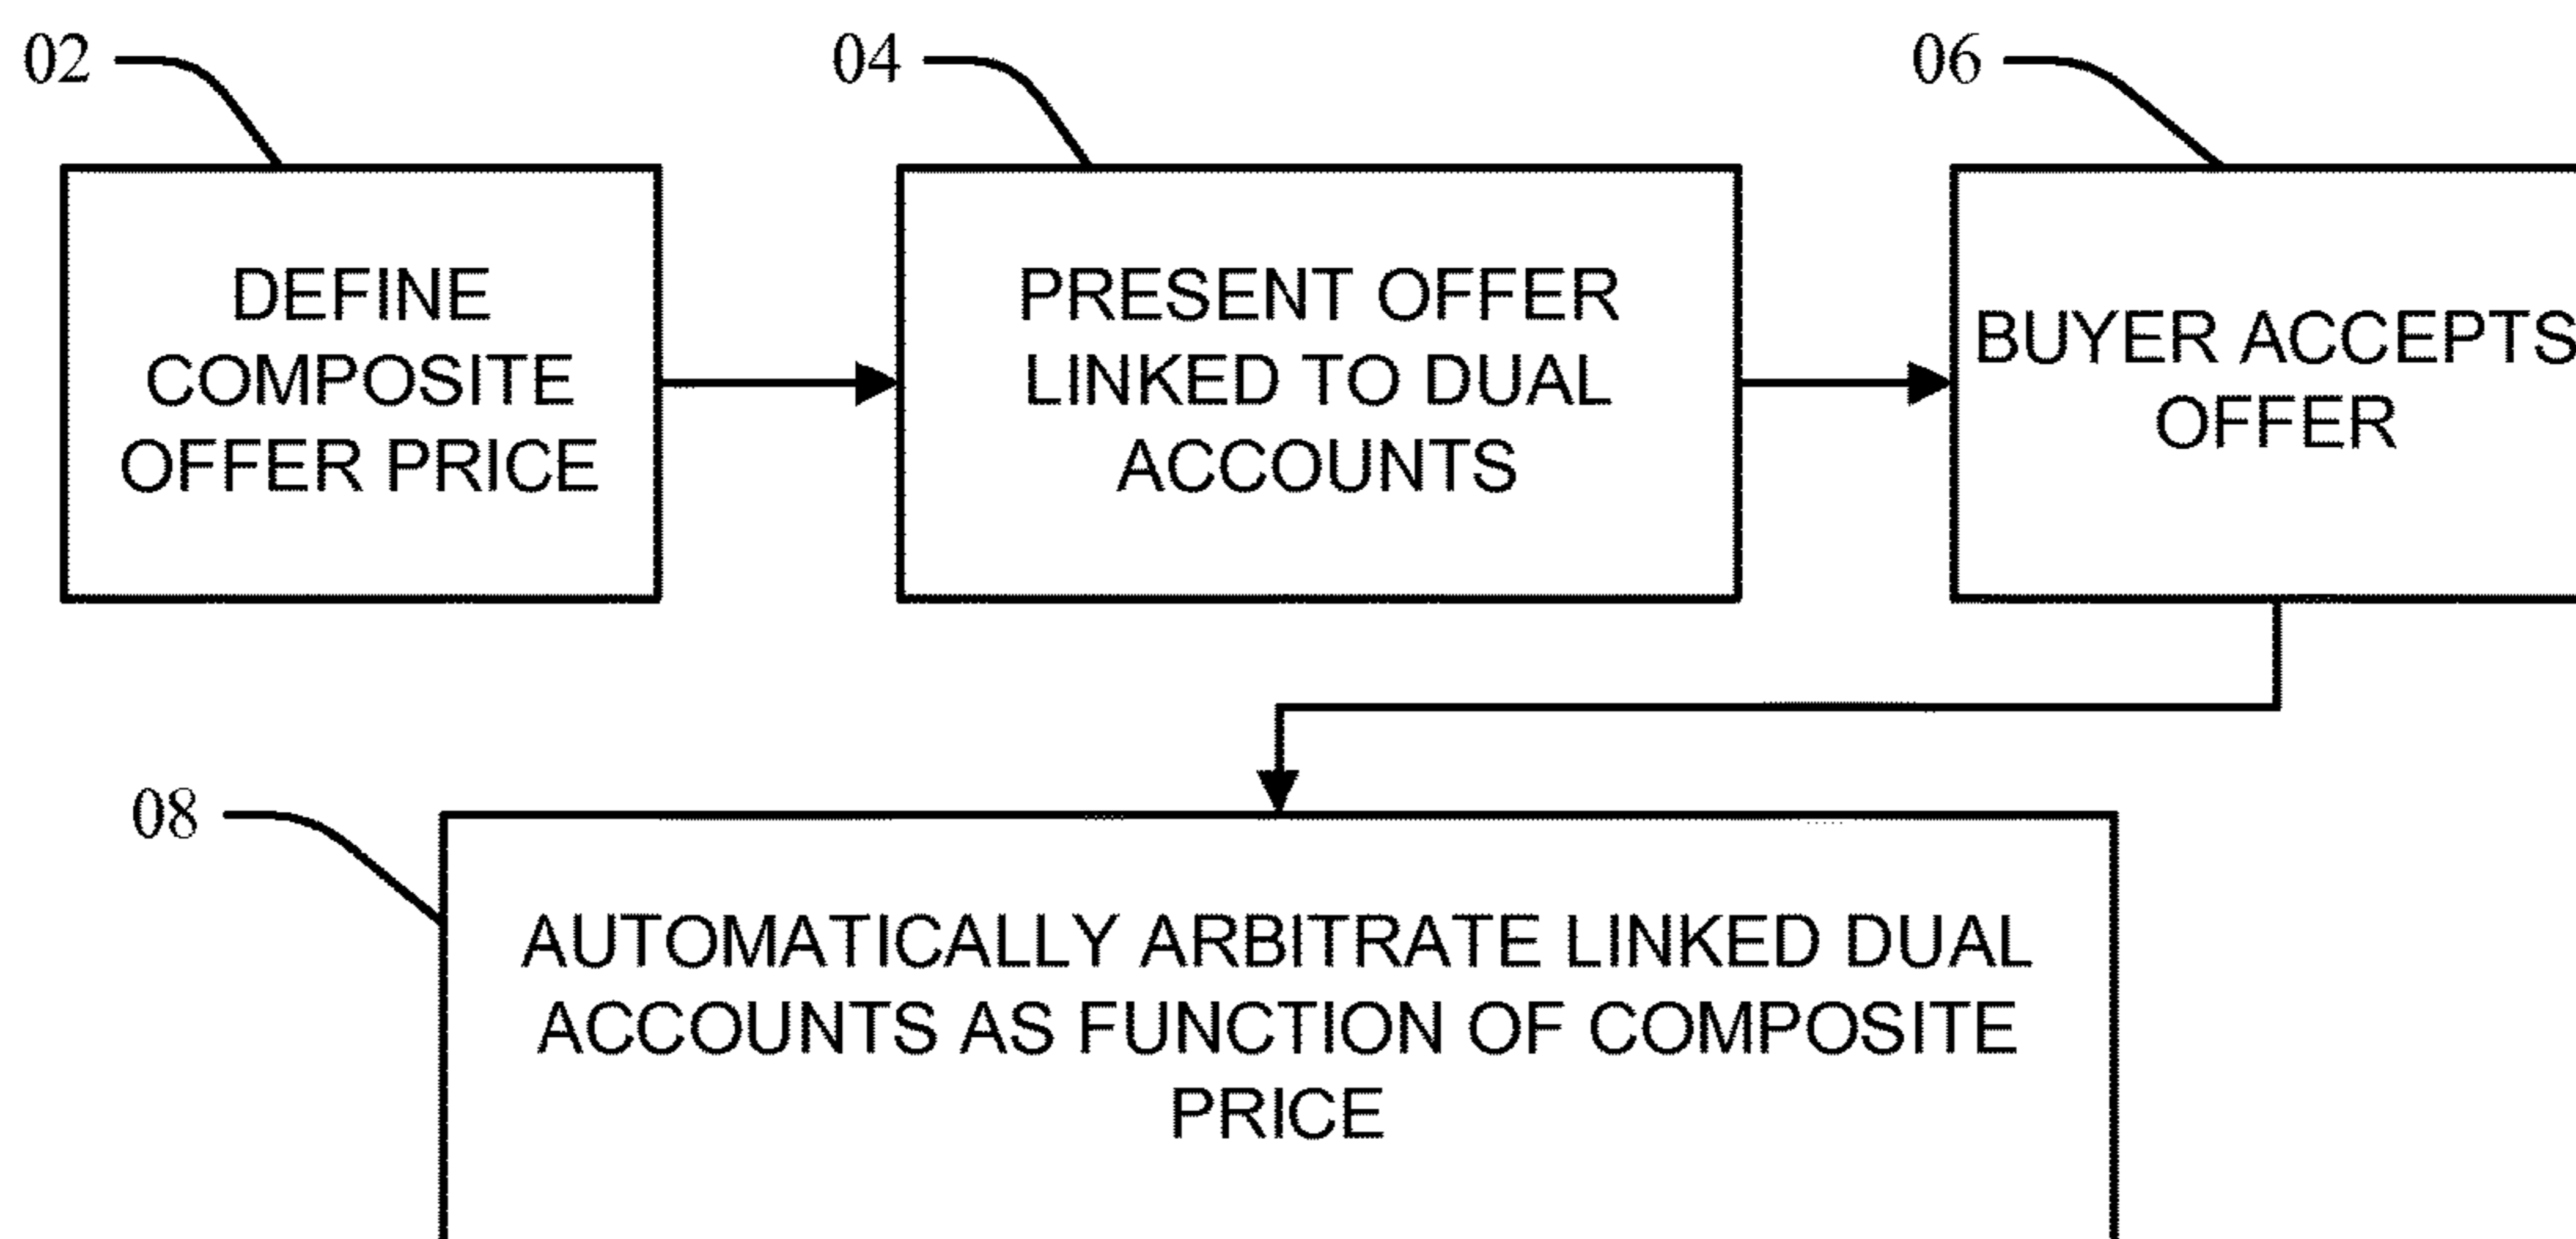 02
04
06
DEFINE
COMPOSITE
OFFER PRICE
PRESENT OFFER
LINKED TO DUAL
ACCOUNTS
BUYER ACCEPTS
OFFER
08
AUTOMATICALLY ARBITRATE LINKED DUAL
ACCOUNTS AS FUNCTION OF COMPOSITE
PRICE